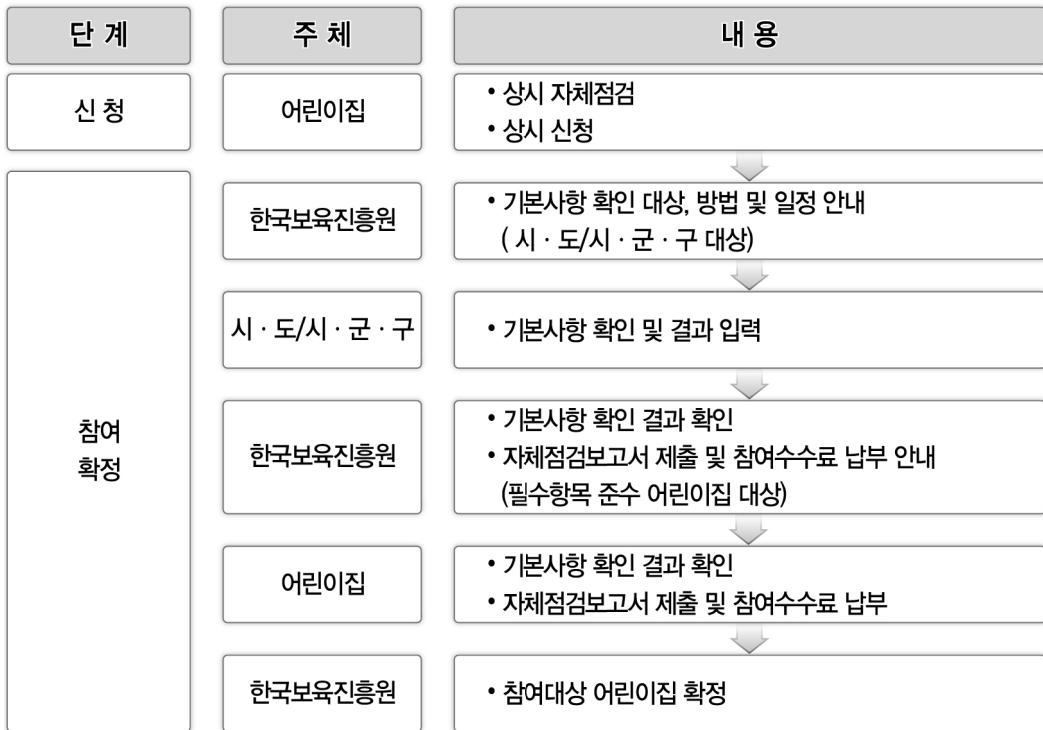 단 계
주 체
내 용
신 청
어린이집
• 상시 자체점검
• 상시 신청
참여
확정
한국보육진흥원
• 기본사항 확인 대상, 방법 및 일정 안내
( 시 · 도/시 · 군 · 구 대상)
시 · 도/시 · 군 · 구
• 기본사항 확인 및 결과 입력
한국보육진흥원
• 기본사항 확인 결과 확인
• 자체점검보고서 제출 및 참여수수료 납부 안내
(필수항목 준수 어린이집 대상)
어린이집
• 기본사항 확인 결과 확인
• 자체점검보고서 제출 및 참여수수료 납부
한국보육진흥원
• 참여대상 어린이집 확정